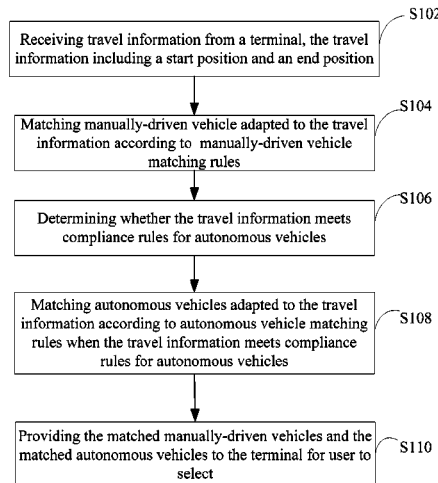 S102
Receiving travel information from a terminal, the travel
information including a start position and an end position
S104
Matching manually-driven vehicle adapted to the travel
information according to manually-driven vehicle
matching rules
S106
Determining whether the travel information meets
compliance rules for autonomous vehicles
S108
Matching autonomous vehicles adapted to the travel
information according to autonomous vehicle matching
rules when the travel information meets compliance
rules for autonomous vehicles
S110
Providing the matched manually-driven vehicles and the
matched autonomous vehicles to the terminal for user to
select